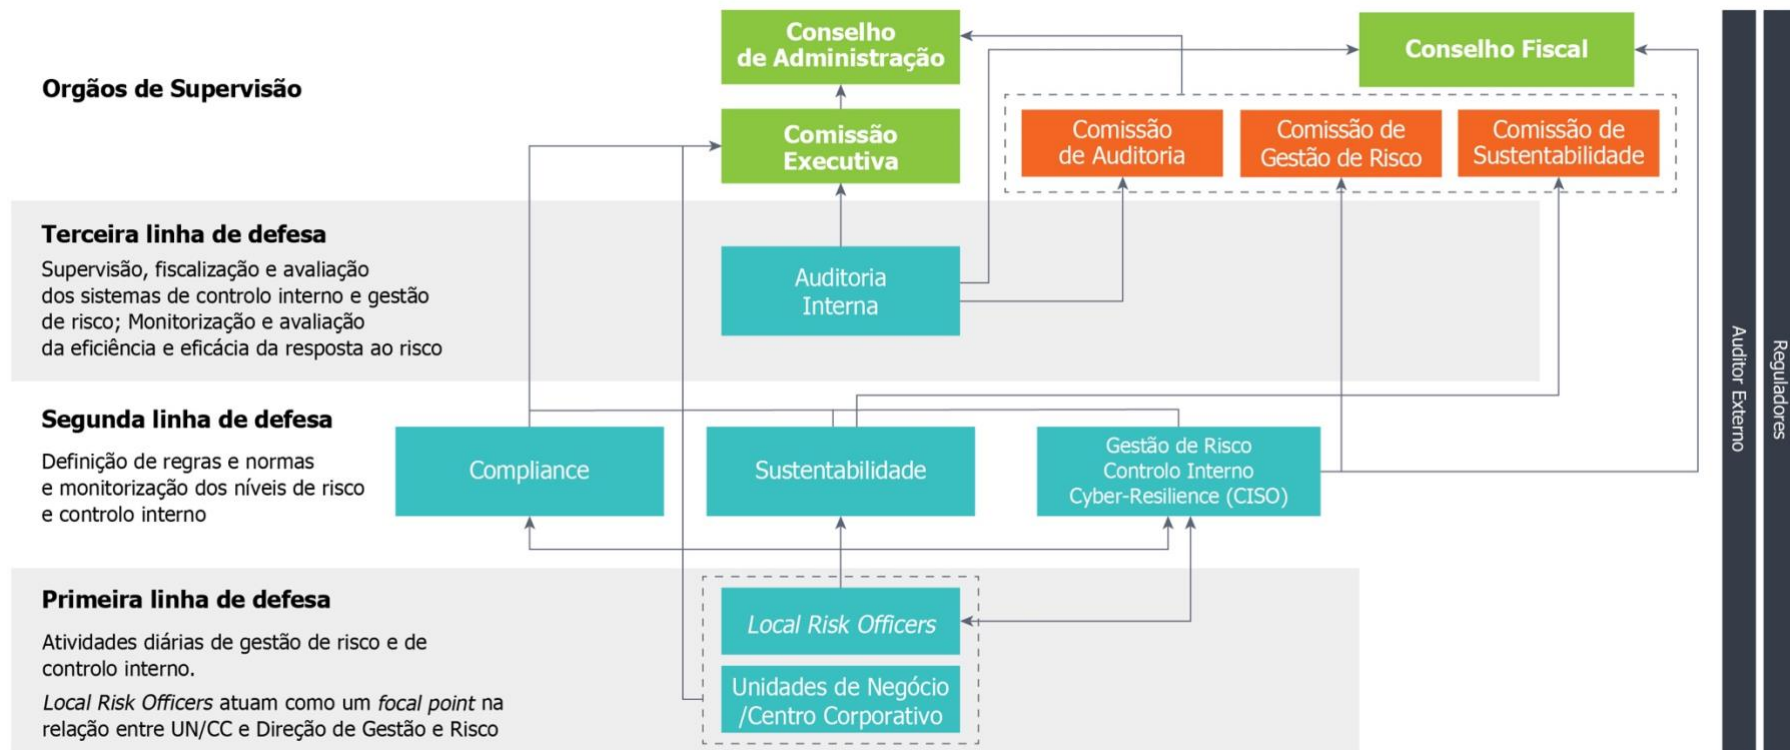 Conselho
de Administração
Conselho Fiscal
Orgãos de Supervisão
Comissão
Executiva
Comissão
de Auditoria
Comissão de
Gestão de Risco
Comissão de
Sustentabilidade
Terceira linha de defesa
Supervisão, fiscalização e avaliação
dos sistemas de controlo interno e gestão
de risco; Monitorização e avaliação
da eficiência e eficácia da resposta ao risco
Auditoria
Interna
Segunda linha de defesa
Definição de regras e normas
e monitorização dos níveis de risco
e controlo interno
Compliance
Sustentabilidade
Gestão de Risco
Controlo Interno
Cyber-Resilience (CISO)
Primeira linha de defesa
Atividades diárias de gestão de risco e de
controlo interno.
Local Risk Officers atuam como um focal point na
relação entre UN/CC e Direção de Gestão e Risco
Local Risk Officers
Unidades de Negócio
/Centro Corporativo
Auditor Externo
Reguladores